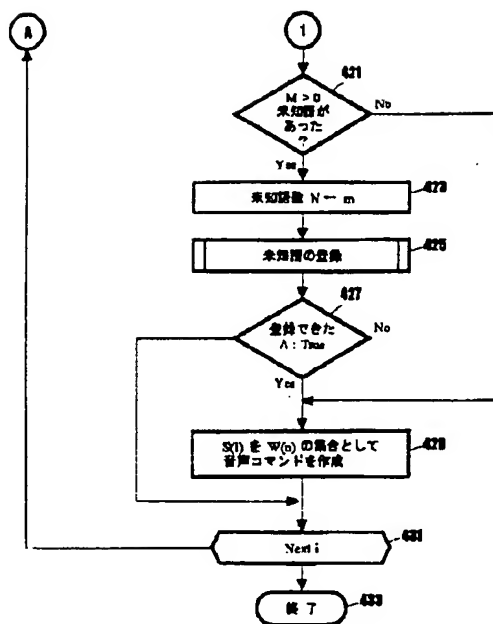 A
1
421
M > 0
未知語が
あった
?
No
Yes
423
未知語数 N ← m
425
未知語の登録
427
登録できた
A : True
No
Yes
429
S(i) を W(n) の集合として
音声コマンドを作成
431
Next i
433
終了